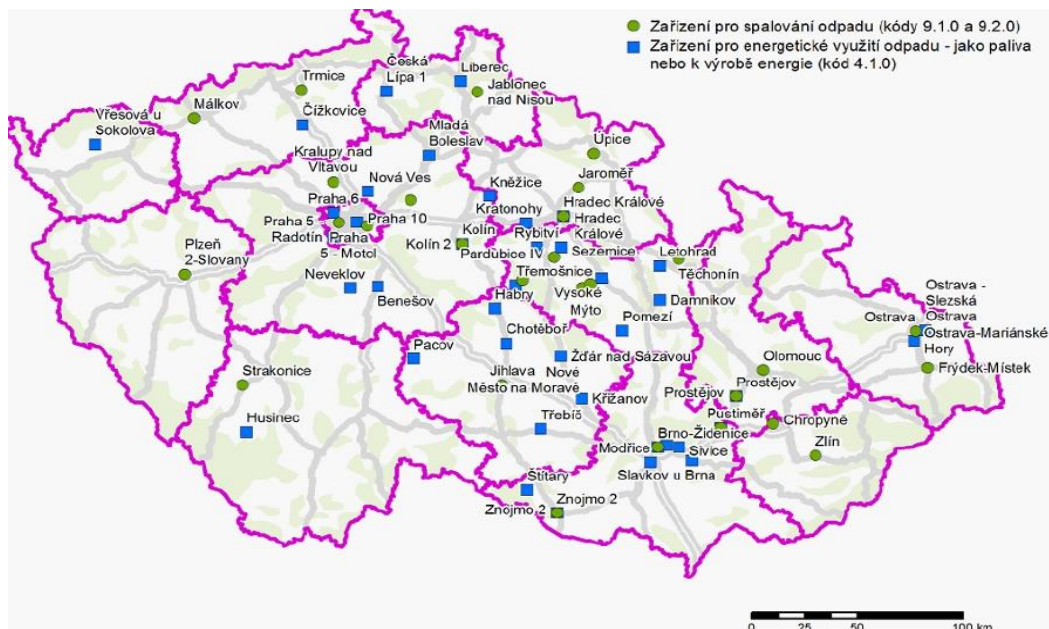 Zařízení pro spalování odpadu (kódy 9.1.0 a 9.2.0)
Zařízení pro energetické využití odpadu - jako paliva
nebo k výrobě energie (kód 4.1.0)
Česká
Lípa 1
Liberec
Jablonec
nad Nisou
Trmice
Málkov
Čížkovice
Vřesová u
Sokolova
Mladá
Boleslav
Úpice
Kralupy nad
Vltavou
Nová Ves
Jaroměř
Kněžice
Praha 6
Kratonohy
Hradec Králové
Hradec
Králové
Praha 5
Radotín
Praha 10
Praha
5 - Motol
Kolín
Kolín 2
Rybitví
Pardubice IV
Sezemice
Letohrad
Těchonín
Plzeň
2-Slovany
Neveklov
Benešov
Třemošnice
Habry
Vysoké
Mýto
Damníkov
Pomezí
Ostrava -
Slezská
Ostrava
Ostrava
Ostrava-Mariánské
Hory
Chotěboř
Pacov
Žďár nad Sázavou
Olomouc
Frýdek-Místek
Strakonice
Jihlava
Nové
Město na Moravě
Prostějov
Prostějov
Křižanov
Husinec
Třebíč
Pustiměř
Chropyně
Zlín
Modřice
Brno-Židenice
Sivice
Slavkov u Brna
Štítary
Znojmo 2
Znojmo 2
0 25 50 100 km